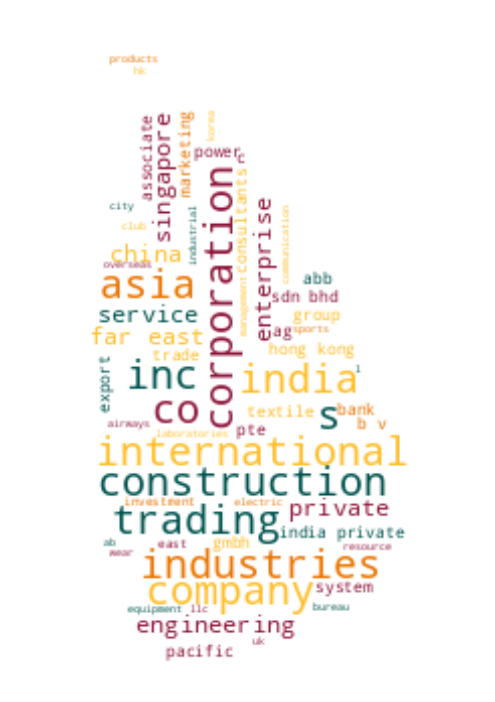 products
hk
associate
singapore
marketing
korea
power
c
corporation
consultants
management
enterprise
communication
city
club
industrial
china
overseas
asia
abb
sdn bhd
service
group
far east
ag
sports
trade
hong kong
export
inc
india
l
co
textile
s
bank
airways
laboratories
pte
b v
international
construction
investment
electric
private
trading
india private
ab
east
gmbh
resource
wear
industries
company
system
equipment
llc
bureau
engineering
uk
pacific